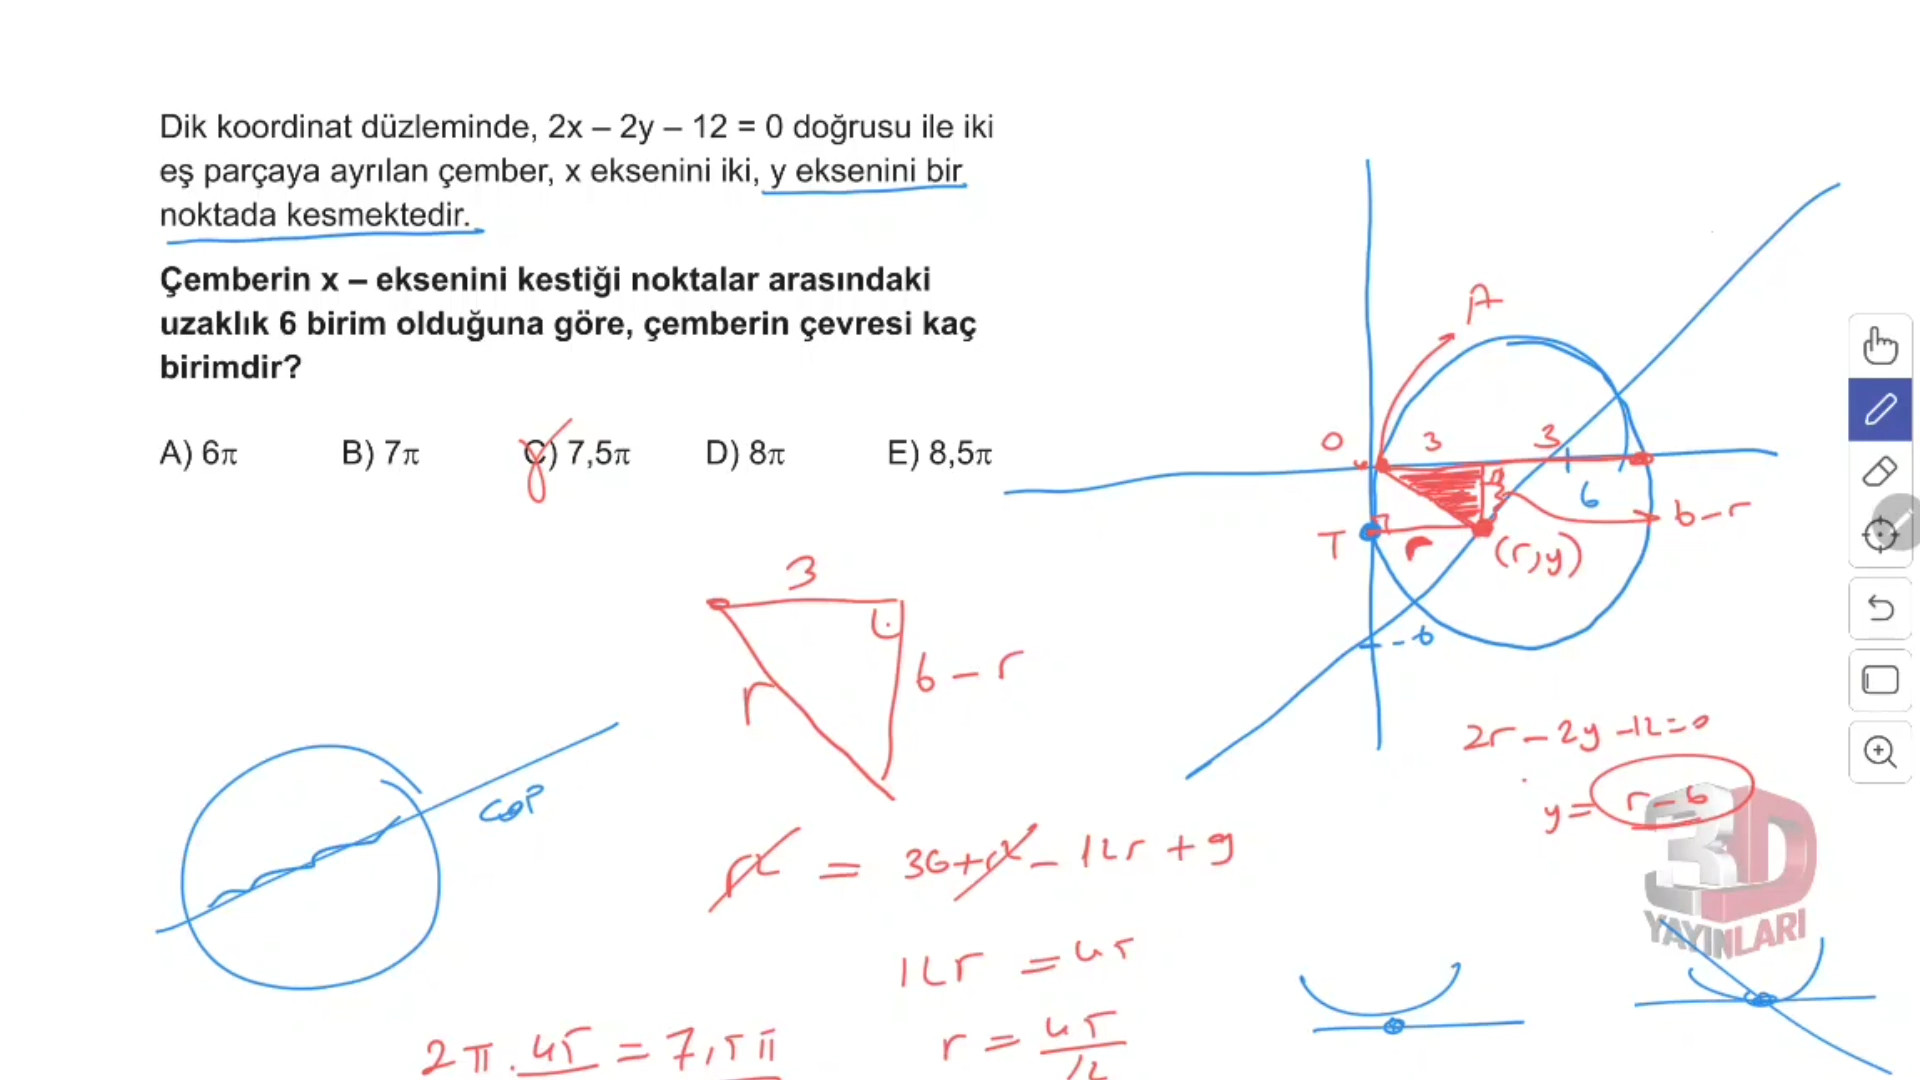 Dik koordinat düzleminde, 2x – 2y – 12 = 0 doğrusu ile iki
eş parçaya ayrılan çember, x eksenini iki, y eksenini bir
noktada kesmektedir.
Çemberin x – eksenini kestiği noktalar arasındaki
uzaklık 6 birim olduğuna göre, çemberin çevresi kaç
birimdir?
A) 6π B) 7π C) 7,5π D) 8π E) 8,5π
A
0 3 3
6
6-r
T r (r,y)
-6
3
r 6-r
çap
r² = 36+r²-12r+9
12r = 45
r = 45/12
2π.45 = 7,5π
2r-2y-12=0
y= r-6
3D
YAYINLARI